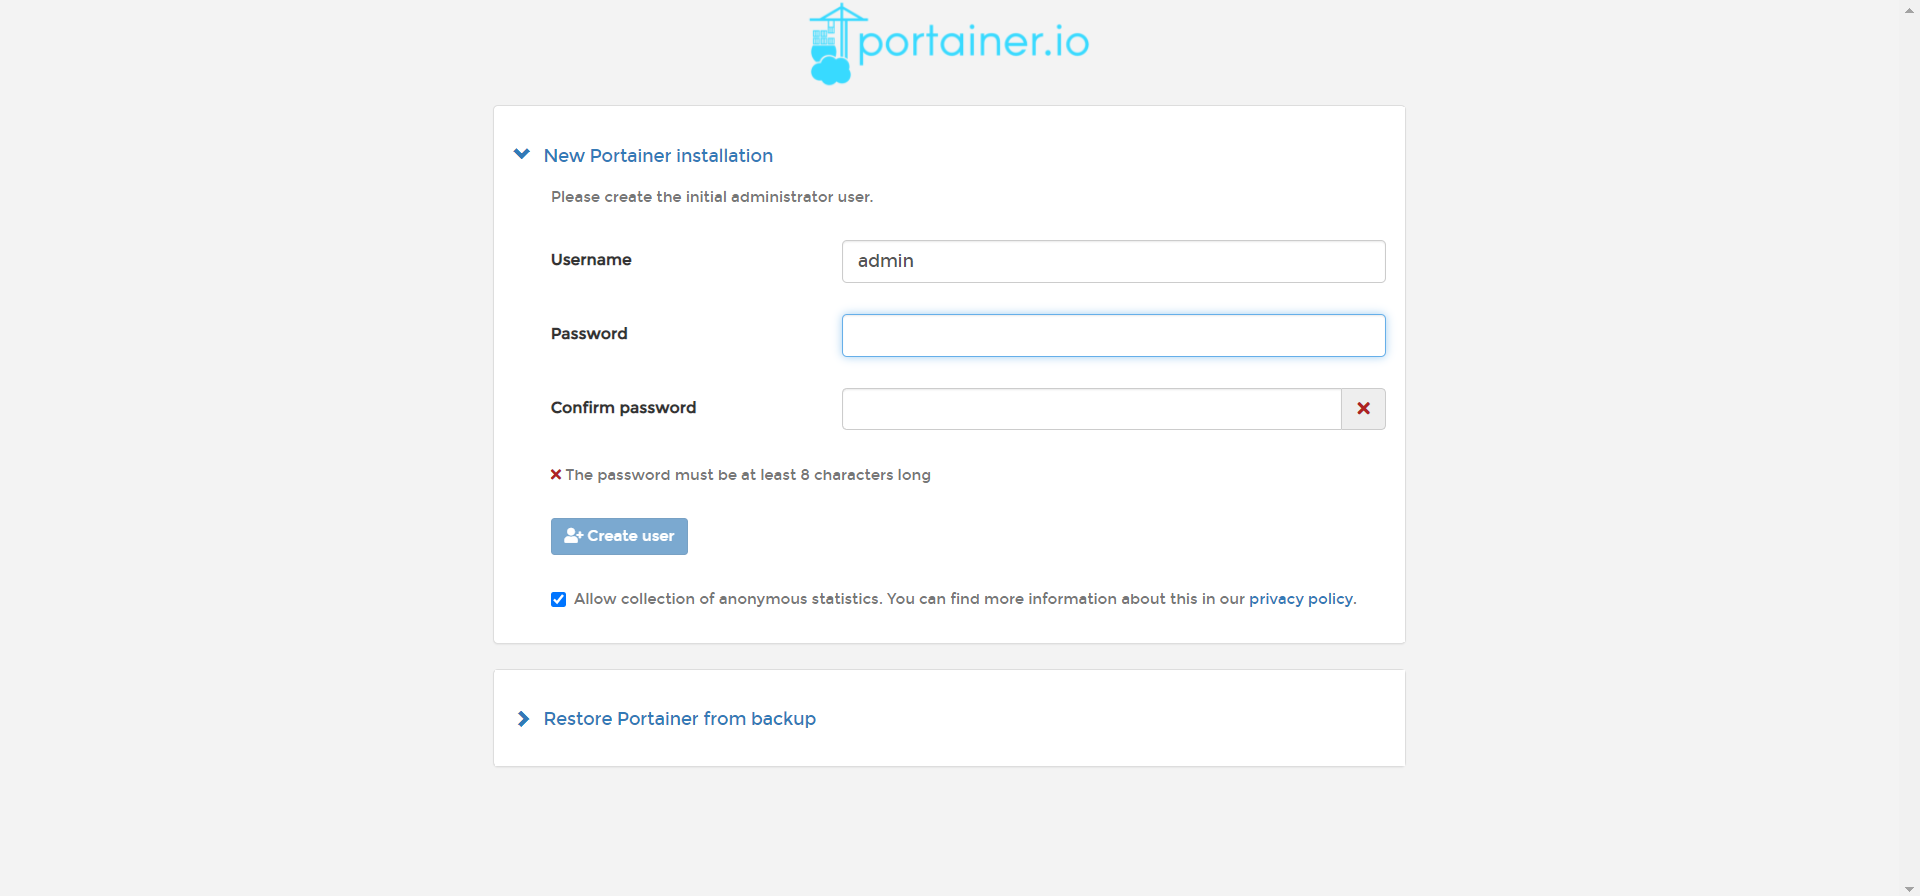 portainer.io
New Portainer installation
Please create the initial administrator user.
Username
admin
Password
Confirm password
The password must be at least 8 characters long
Create user
Allow collection of anonymous statistics. You can find more information about this in our privacy policy.
Restore Portainer from backup